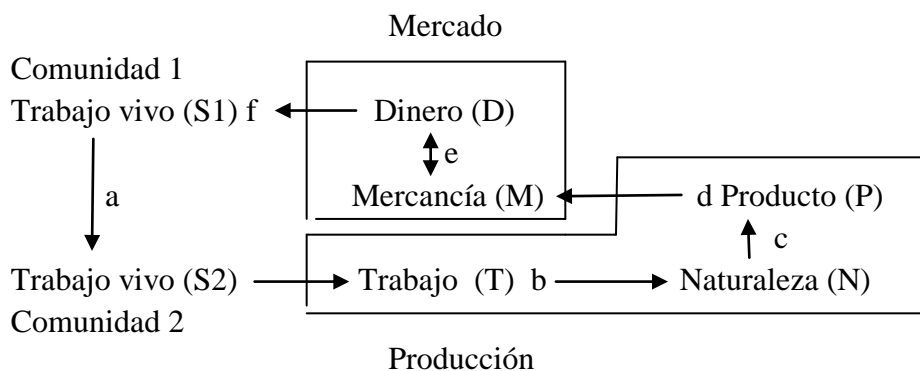 Mercado
Comunidad 1
Trabajo vivo (S1) f Dinero (D)
e
a Mercancía (M) d Producto (P)
c
Trabajo vivo (S2) Trabajo (T) b Naturaleza (N)
Comunidad 2
Producción